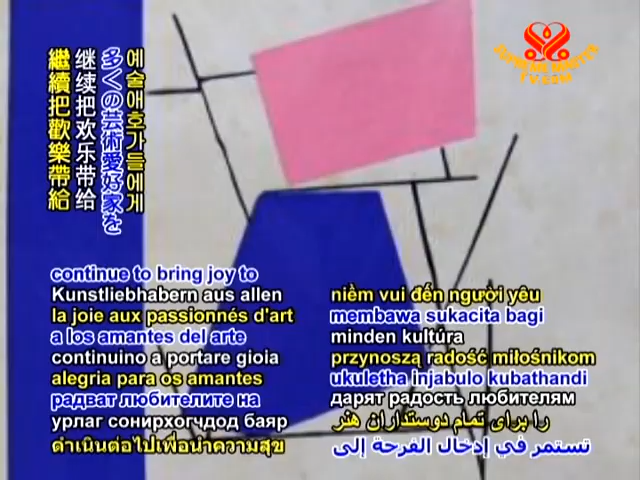 SUPREME MASTER
TV.COM
예술애호가들에게
多くの芸術愛好家を
继续把欢乐带给
繼續把歡樂帶給
continue to bring joy to
Kunstliebhabern aus allen
la joie aux passionnés d'art
a los amantes del arte
continuino a portare gioia
alegria para os amantes
радват любителите на
урлаг сонирхогчдод баяр
ดำเนินต่อไปเพื่อนำความสุข
niềm vui đến người yêu
membawa sukacita bagi
minden kultúra
przynoszą radość miłośnikom
ukuletha injabulo kubathandi
дарят радость любителям
را برای تمام دوستداران هنر
تستمر في إدخال الفرحة إلى